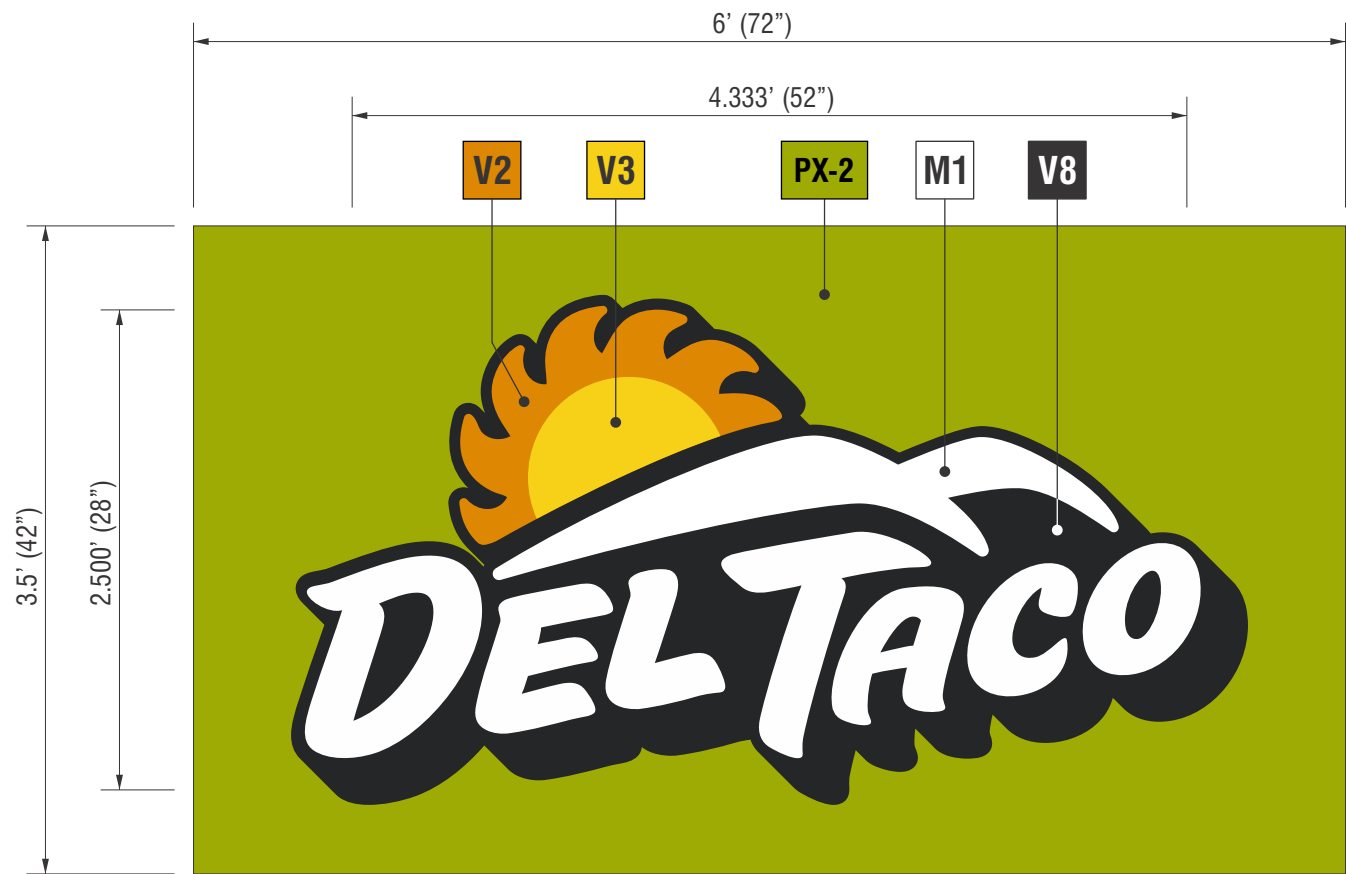 6’ (72”)
4.333’ (52”)
V2 V3 PX-2 M1 V8
3.5’ (42”)
2.500’ (28”)
DEL TACO